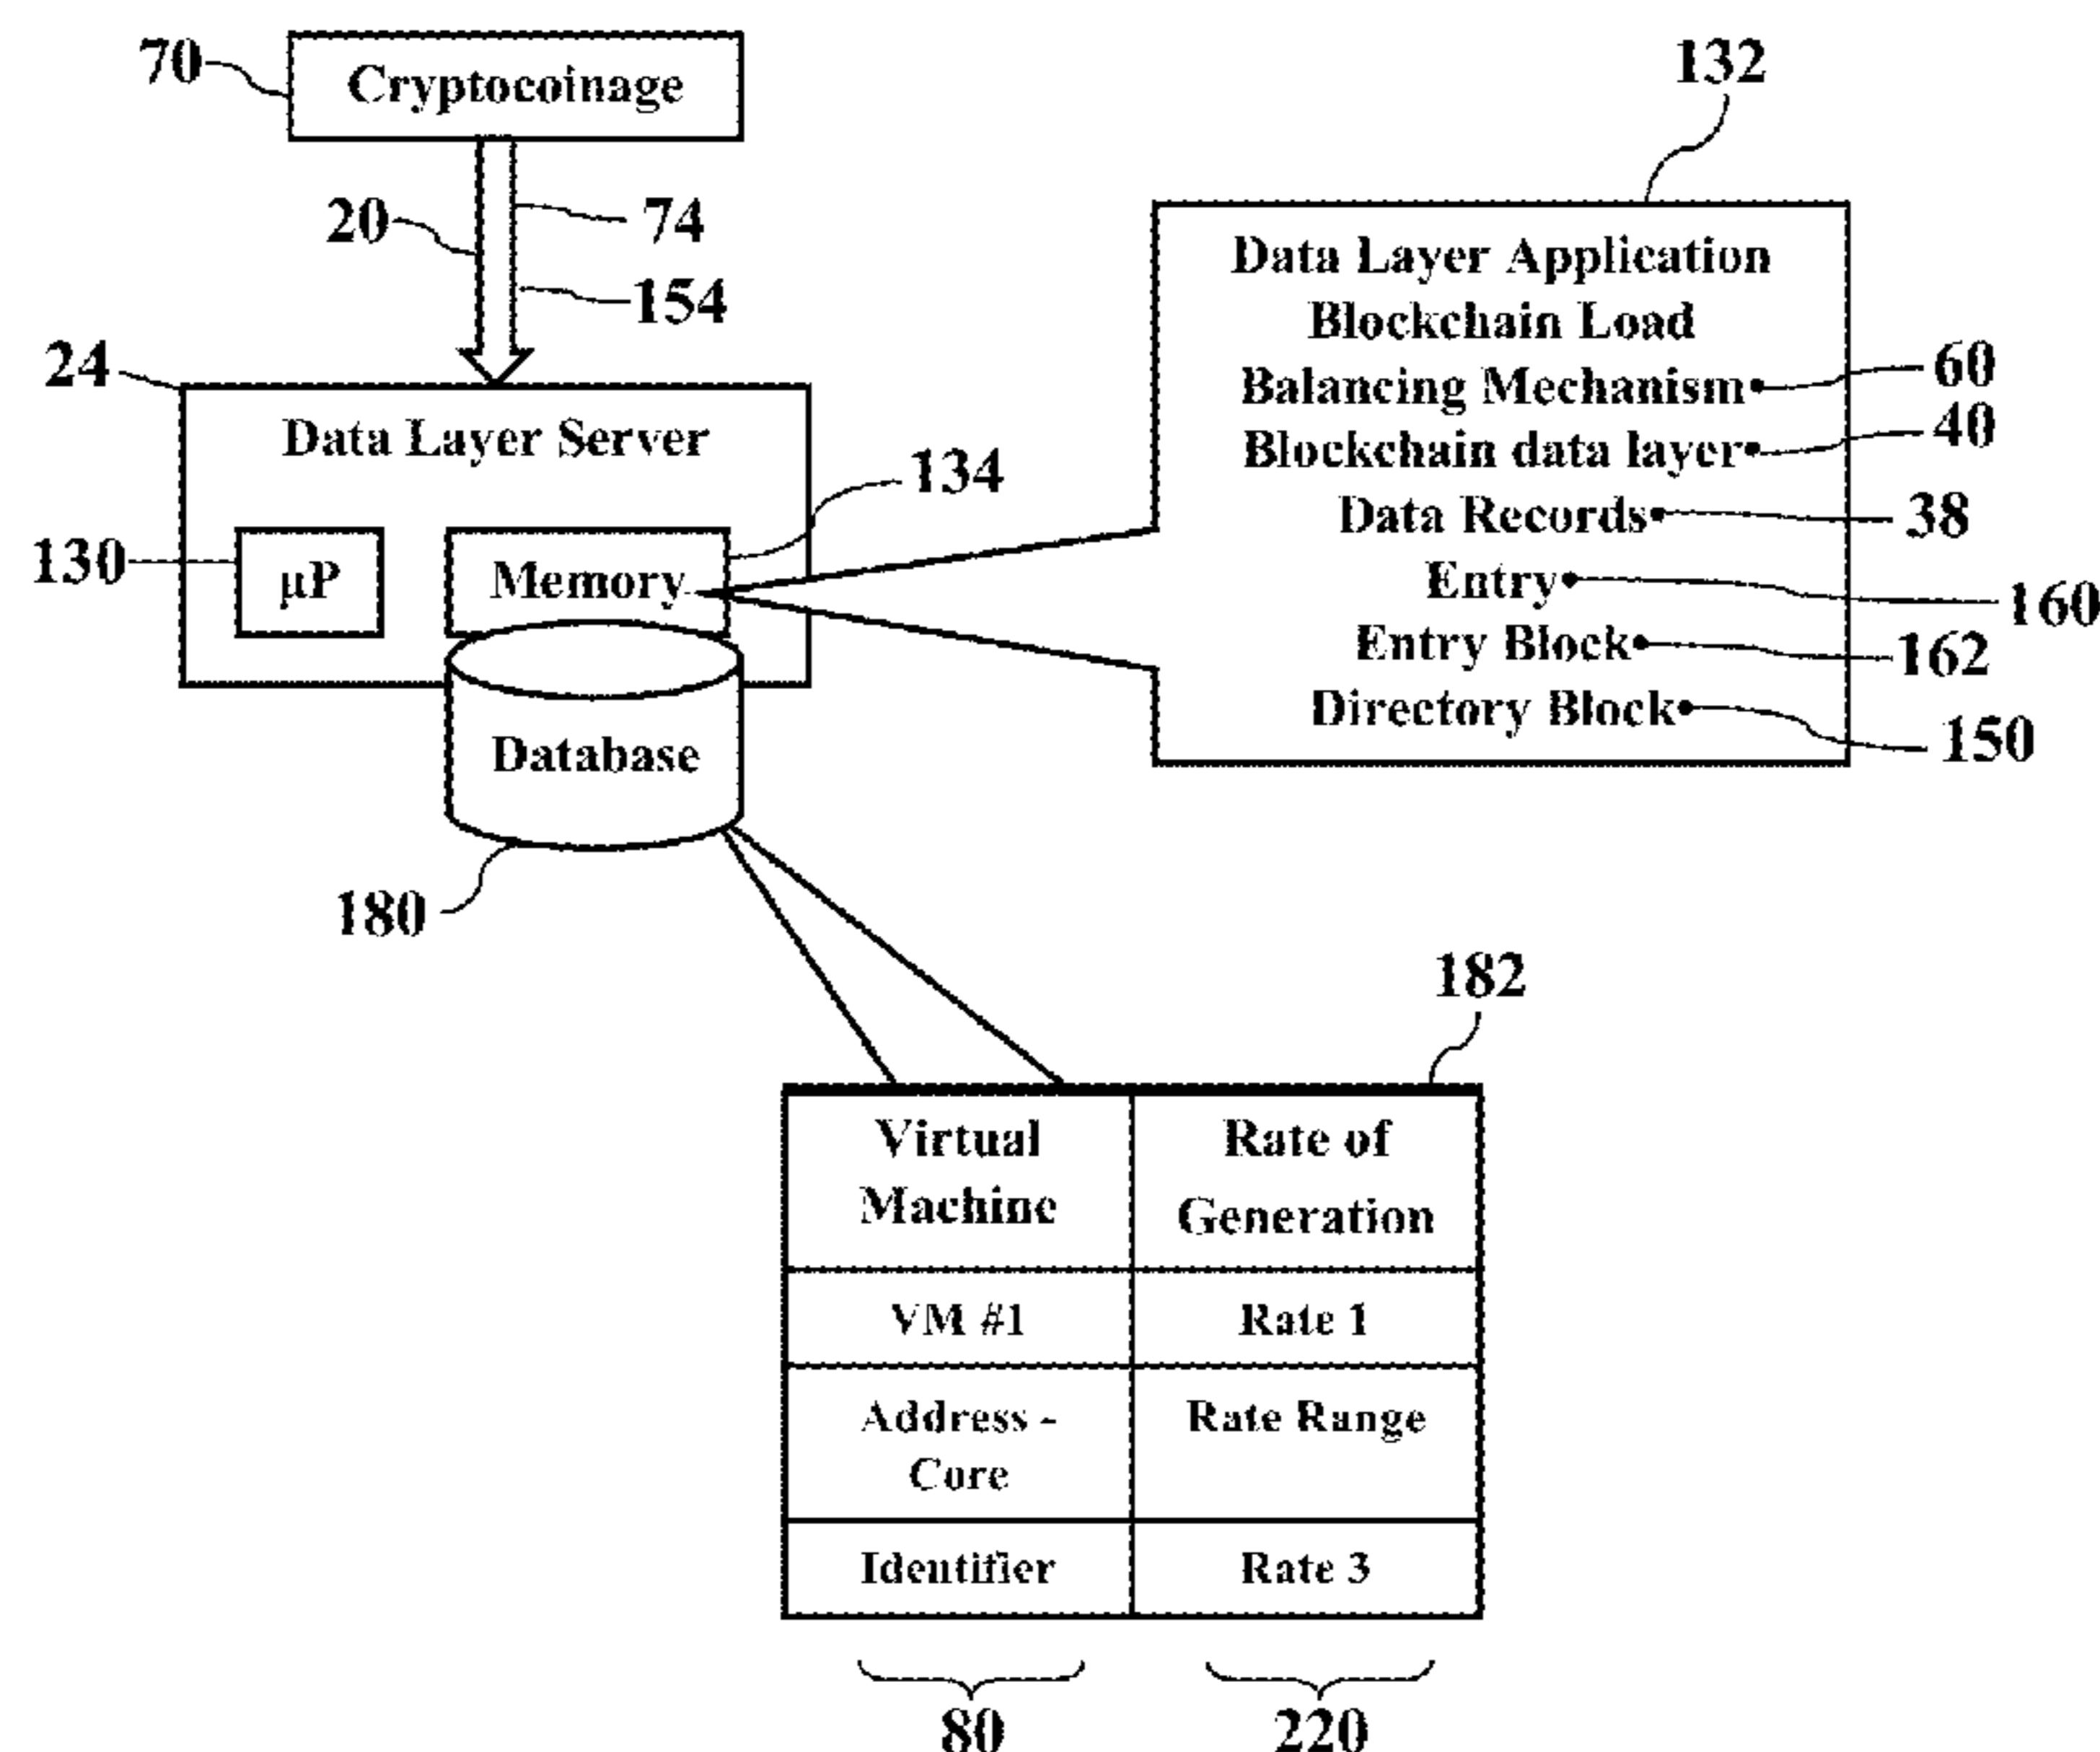 70
Cryptocoinage
132
20
74
154
Data Layer Application
Blockchain Load
Balancing Mechanism
60
Blockchain data layer
40
Data Records
38
Entry
160
Entry Block
162
Directory Block
150
24
Data Layer Server
134
130
µP
Memory
Database
180
182
Virtual
Machine
Rate of
Generation
VM #1
Rate 1
Address -
Core
Rate Range
Identifier
Rate 3
80
220